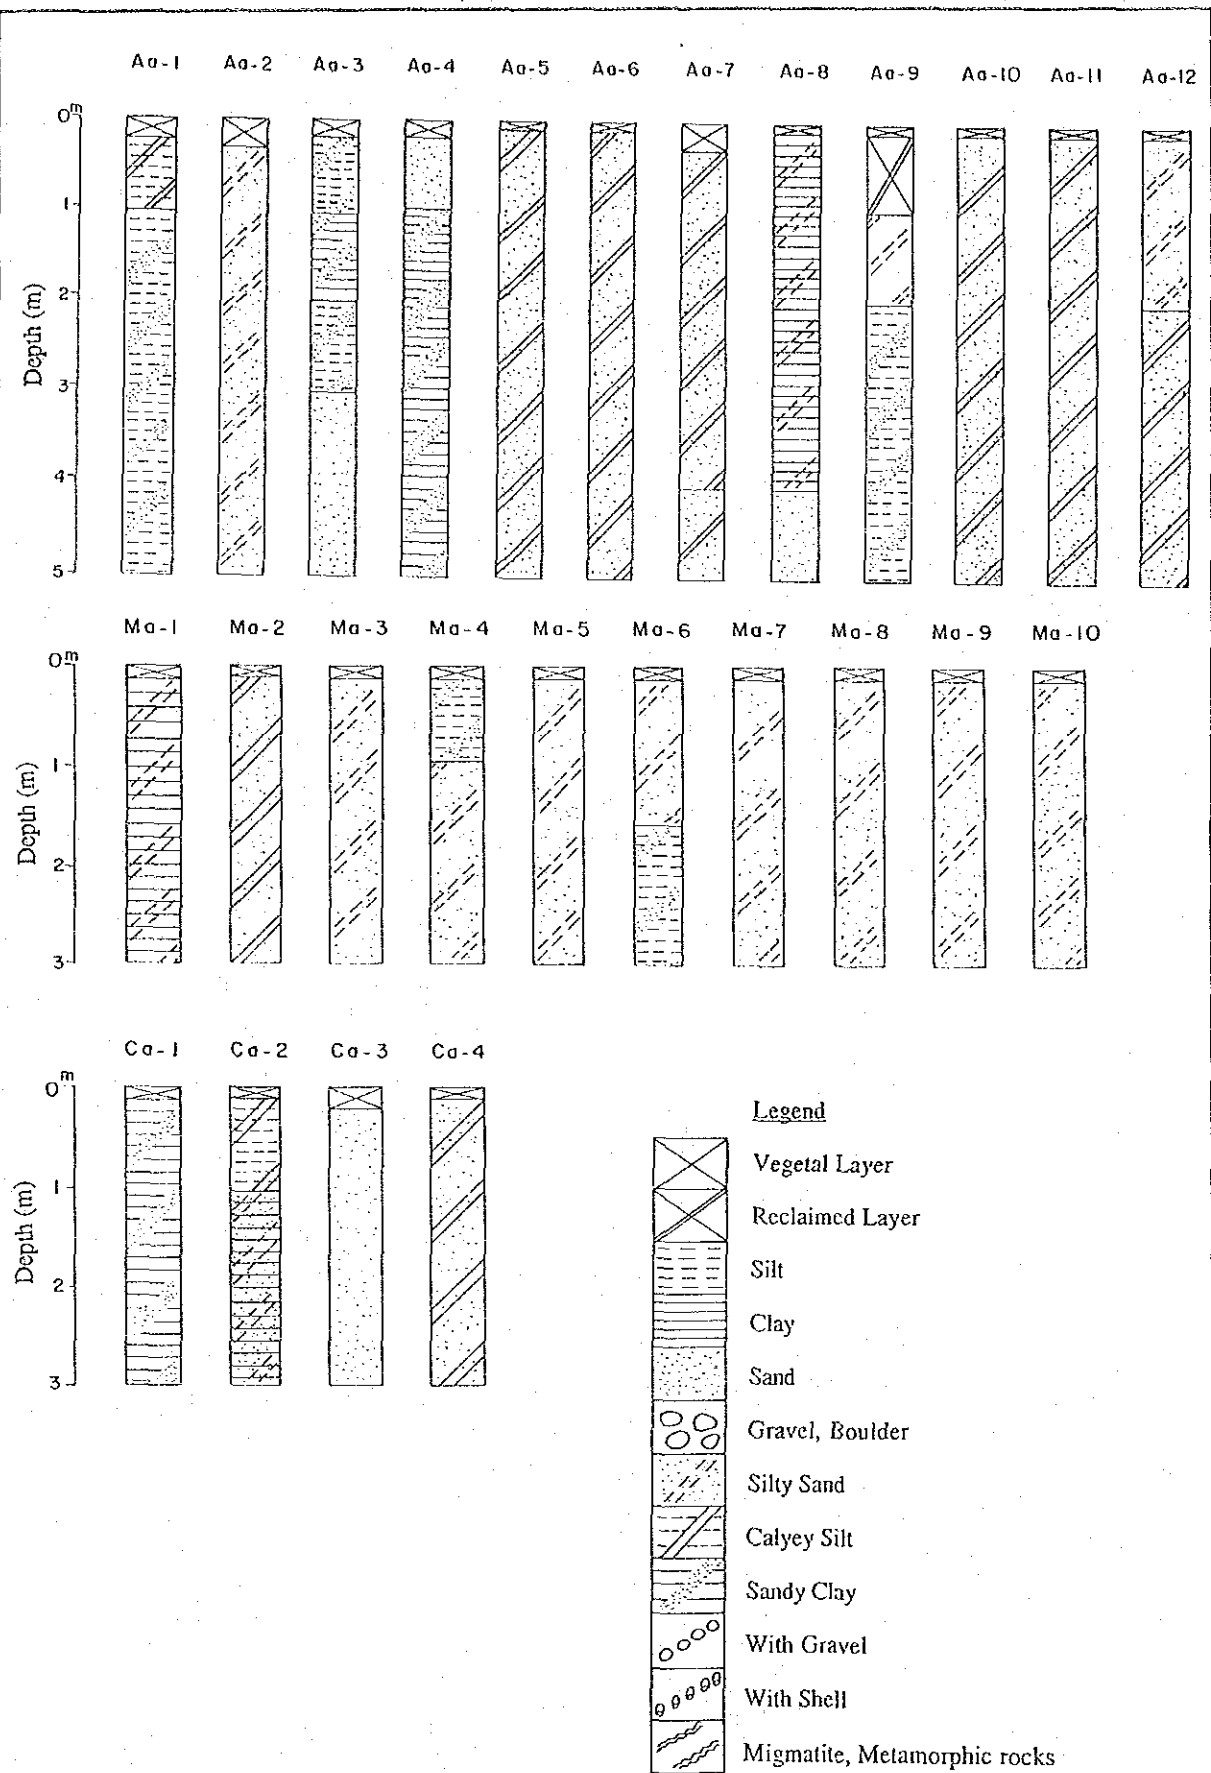 Aa-1 Aa-2 Aa-3 Aa-4 Aa-5 Aa-6 Aa-7 Aa-8 Aa-9 Aa-10 Aa-11 Aa-12
0m
1
2
3
4
5
Depth (m)
Ma-1 Ma-2 Ma-3 Ma-4 Ma-5 Ma-6 Ma-7 Ma-8 Ma-9 Ma-10
0m
1
2
3
Depth (m)
Ca-1 Ca-2 Ca-3 Ca-4
0m
1
2
3
Depth (m)
Legend
Vegetal Layer
Reclaimed Layer
Silt
Clay
Sand
Gravel, Boulder
Silty Sand
Calyey Silt
Sandy Clay
With Gravel
With Shell
Migmatite, Metamorphic rocks